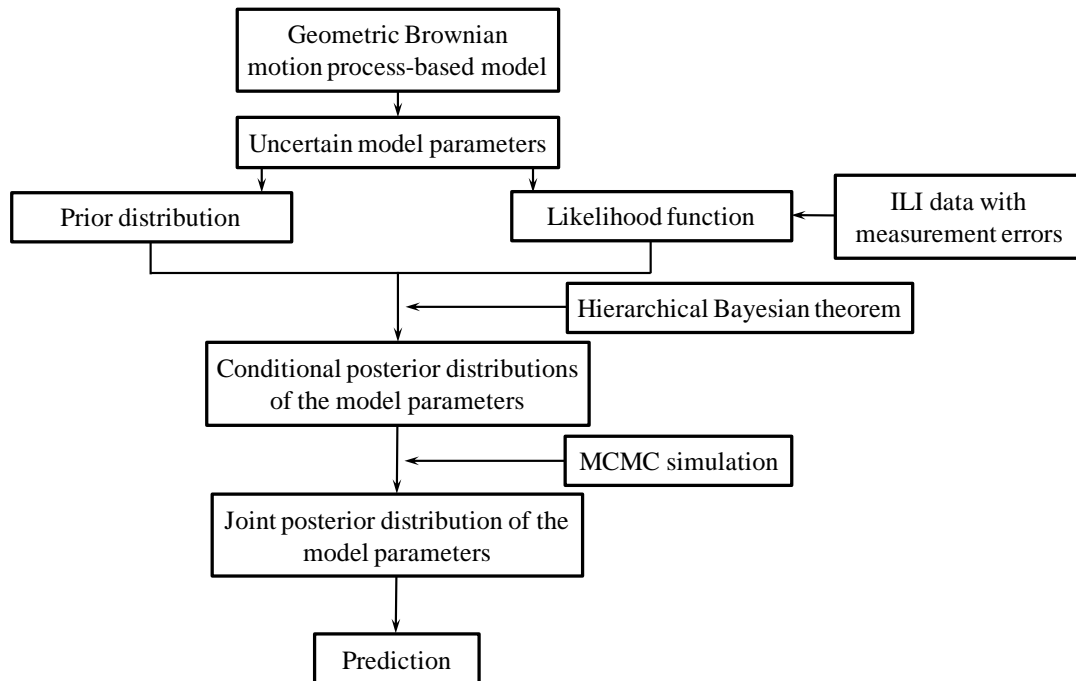 Geometric Brownian
motion process-based model
Uncertain model parameters
Prior distribution
Likelihood function
ILI data with
measurement errors
Hierarchical Bayesian theorem
Conditional posterior distributions
of the model parameters
MCMC simulation
Joint posterior distribution of the
model parameters
Prediction